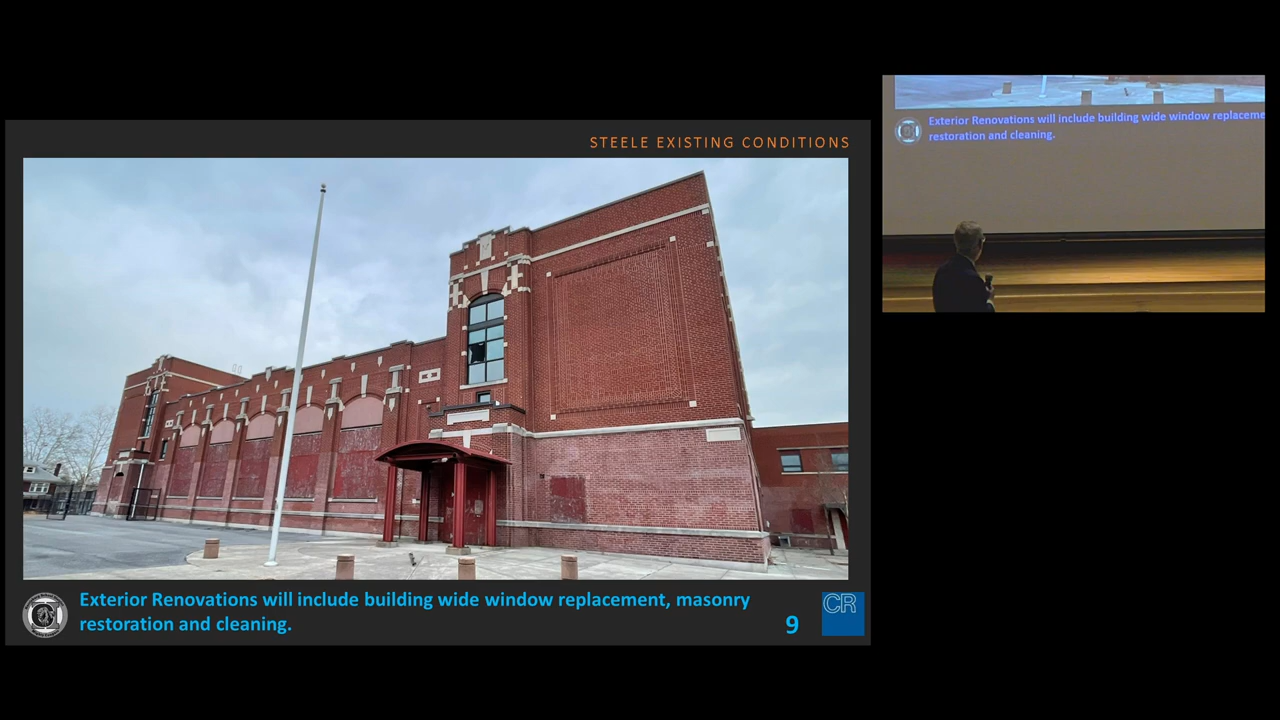 STEELE EXISTING CONDITIONS
Exterior Renovations will include building wide window replacement, masonry
restoration and cleaning.
9
CR
Exterior Renovations will include building wide window
restoration and cleaning.